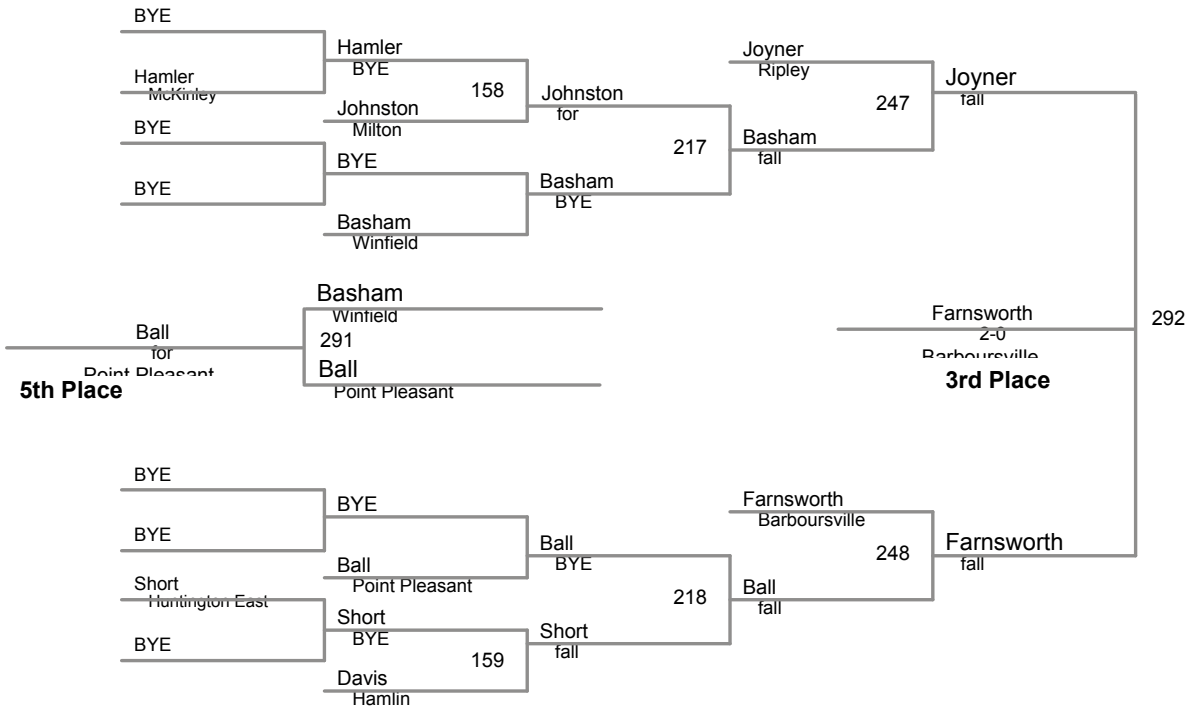 BYE
Hamler
McKinley
BYE
BYE
Hamler
BYE
158
Johnston
Milton
BYE
Basham
Winfield
Johnston
for
217
Basham
BYE
Joyner
Ripley
247
Basham
fall
Joyner
fall
Basham
Winfield
Ball
for
Point Pleasant
291
Ball
Point Pleasant
5th Place
Farnsworth
2-0
Barboursville
292
3rd Place
BYE
BYE
Short
Huntington East
BYE
BYE
Ball
Point Pleasant
Short
BYE
159
Davis
Hamlin
Ball
BYE
218
Short
fall
Farnsworth
Barboursville
248
Ball
fall
Farnsworth
fall